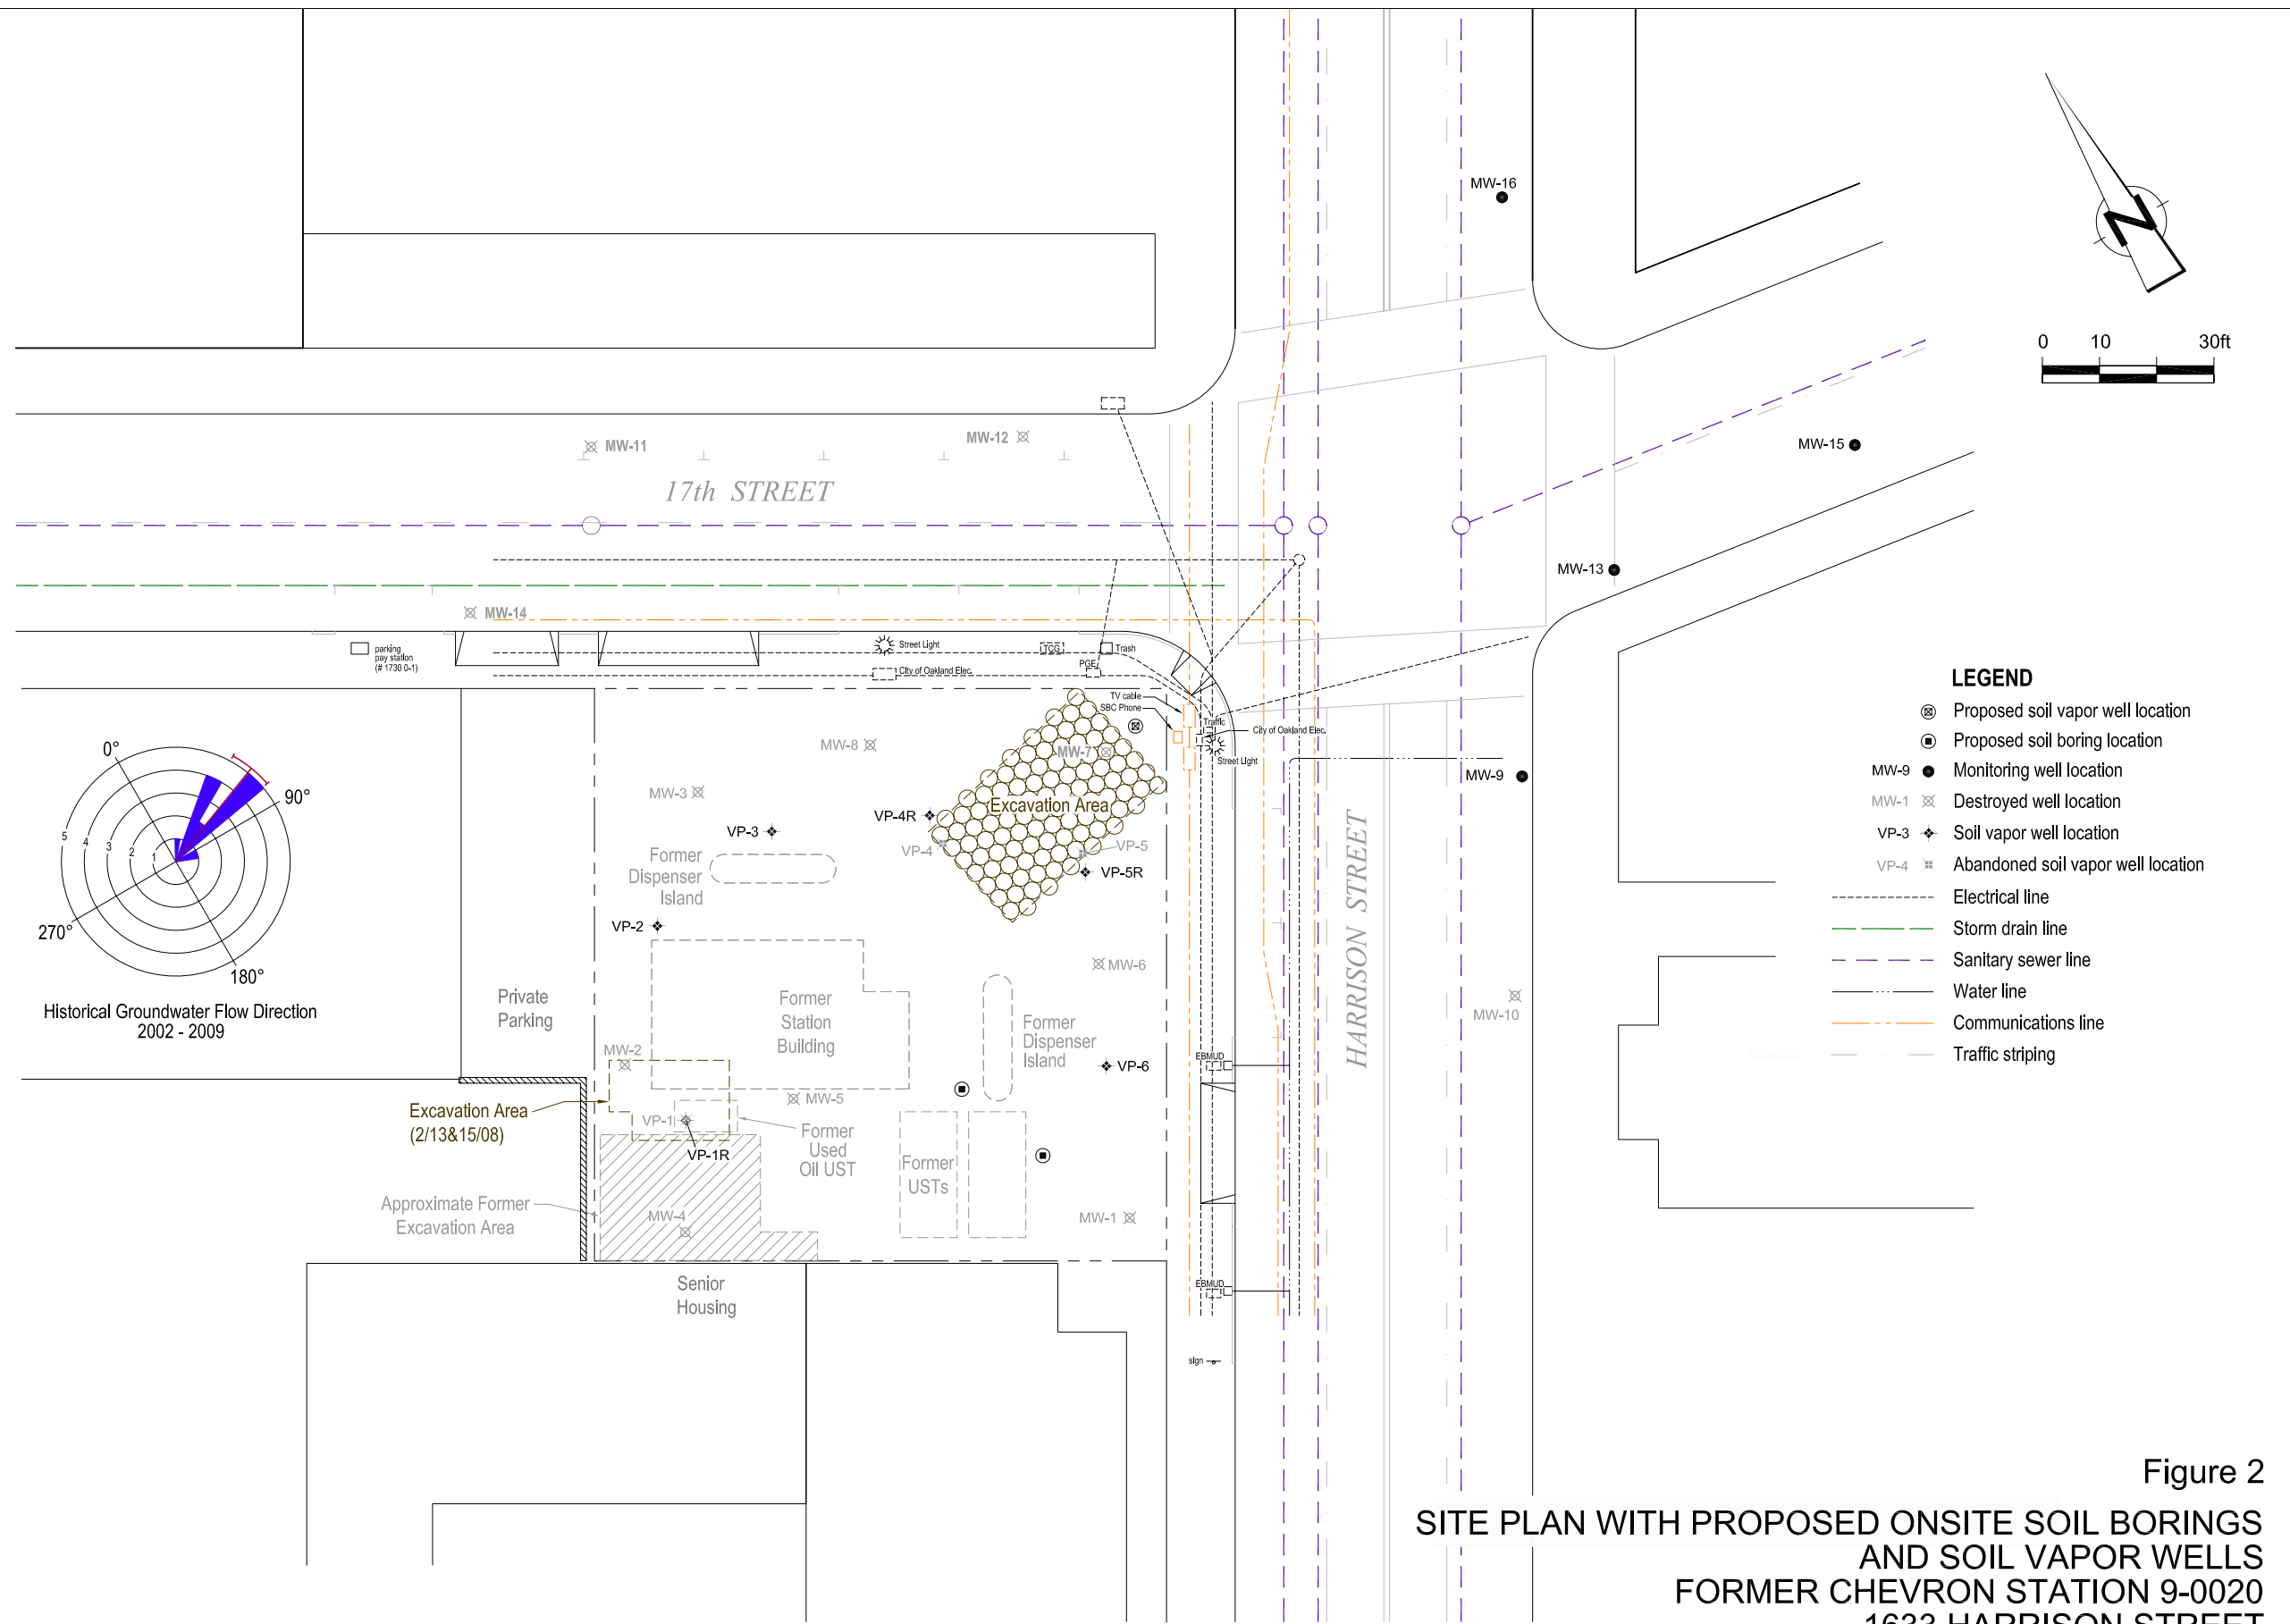 MW-16
N
0 10 30ft
MW-11
MW-12
17th STREET
MW-15
MW-13
MW-14
parking
pay station
(# 1730 0-1)
Street Light
City of Oakland Elec.
TCG
Trash
PGE
TV cable
SBC Phone
Traffic
City of Oakland Elec.
Street Light
LEGEND
Proposed soil vapor well location
Proposed soil boring location
MW-9 Monitoring well location
MW-1 Destroyed well location
VP-3 Soil vapor well location
VP-4 Abandoned soil vapor well location
Electrical line
Storm drain line
Sanitary sewer line
Water line
Communications line
Traffic striping
0°
90°
180°
270°
5 4 3 2 1
Historical Groundwater Flow Direction
2002 - 2009
MW-8
MW-7
MW-3
Excavation Area
VP-4R
VP-3
VP-4
VP-5
VP-5R
MW-9
HARRISON STREET
Former
Dispenser
Island
VP-2
MW-6
Private
Parking
Former
Station
Building
Former
Dispenser
Island
MW-10
MW-2
VP-6
EBMUD
MW-5
Excavation Area
(2/13&15/08)
VP-1
VP-1R
Former
Used
Oil UST
Former
USTs
Approximate Former
Excavation Area
MW-4
MW-1
Senior
Housing
EBMUD
sign
Figure 2
SITE PLAN WITH PROPOSED ONSITE SOIL BORINGS
AND SOIL VAPOR WELLS
FORMER CHEVRON STATION 9-0020
1633 HARRISON STREET